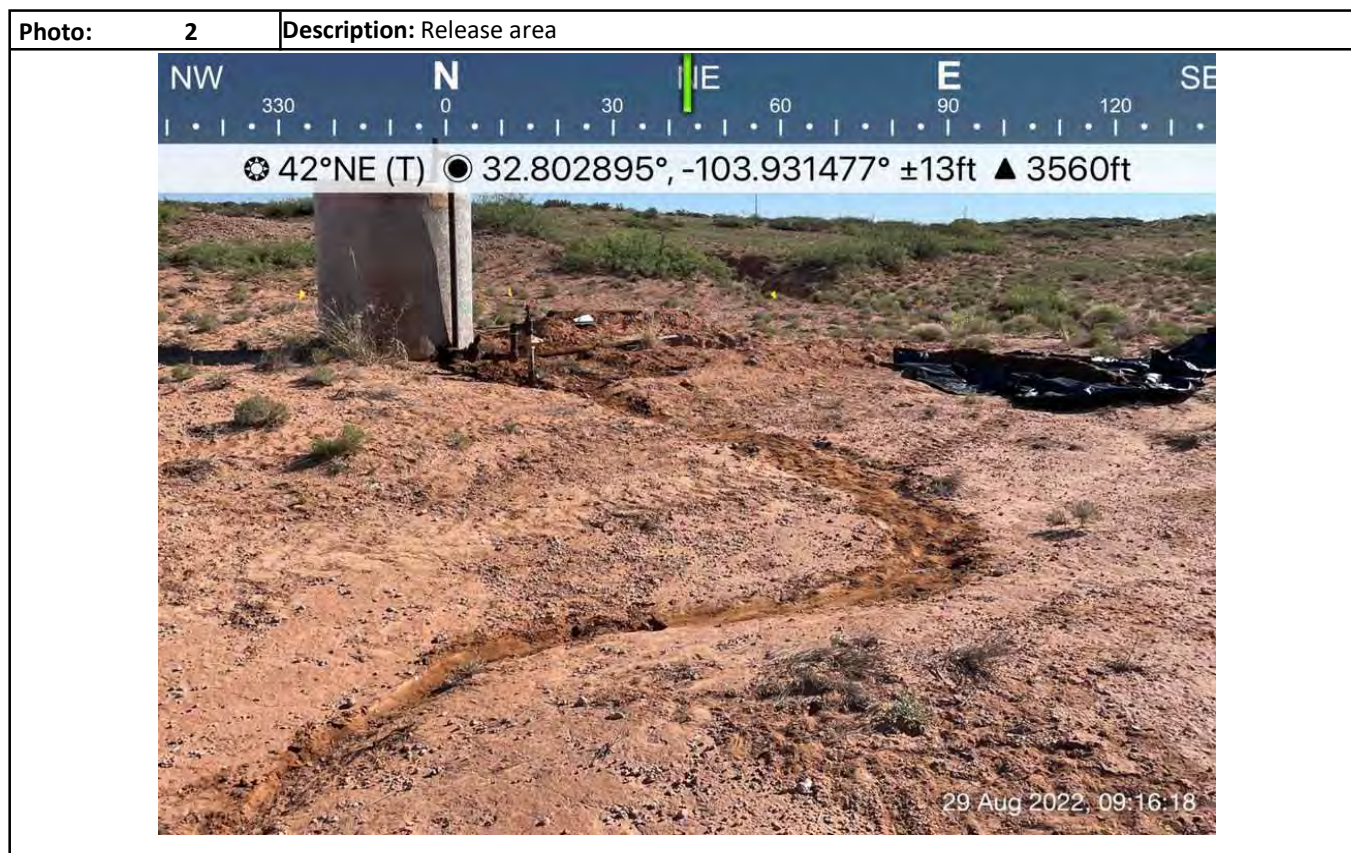 Photo: 2 Description: Release area
NW N NE E SE
330 0 30 60 90 120
42°NE (T) 32.802895°, -103.931477° ±13ft ▲ 3560ft
29 Aug 2022, 09:16:18